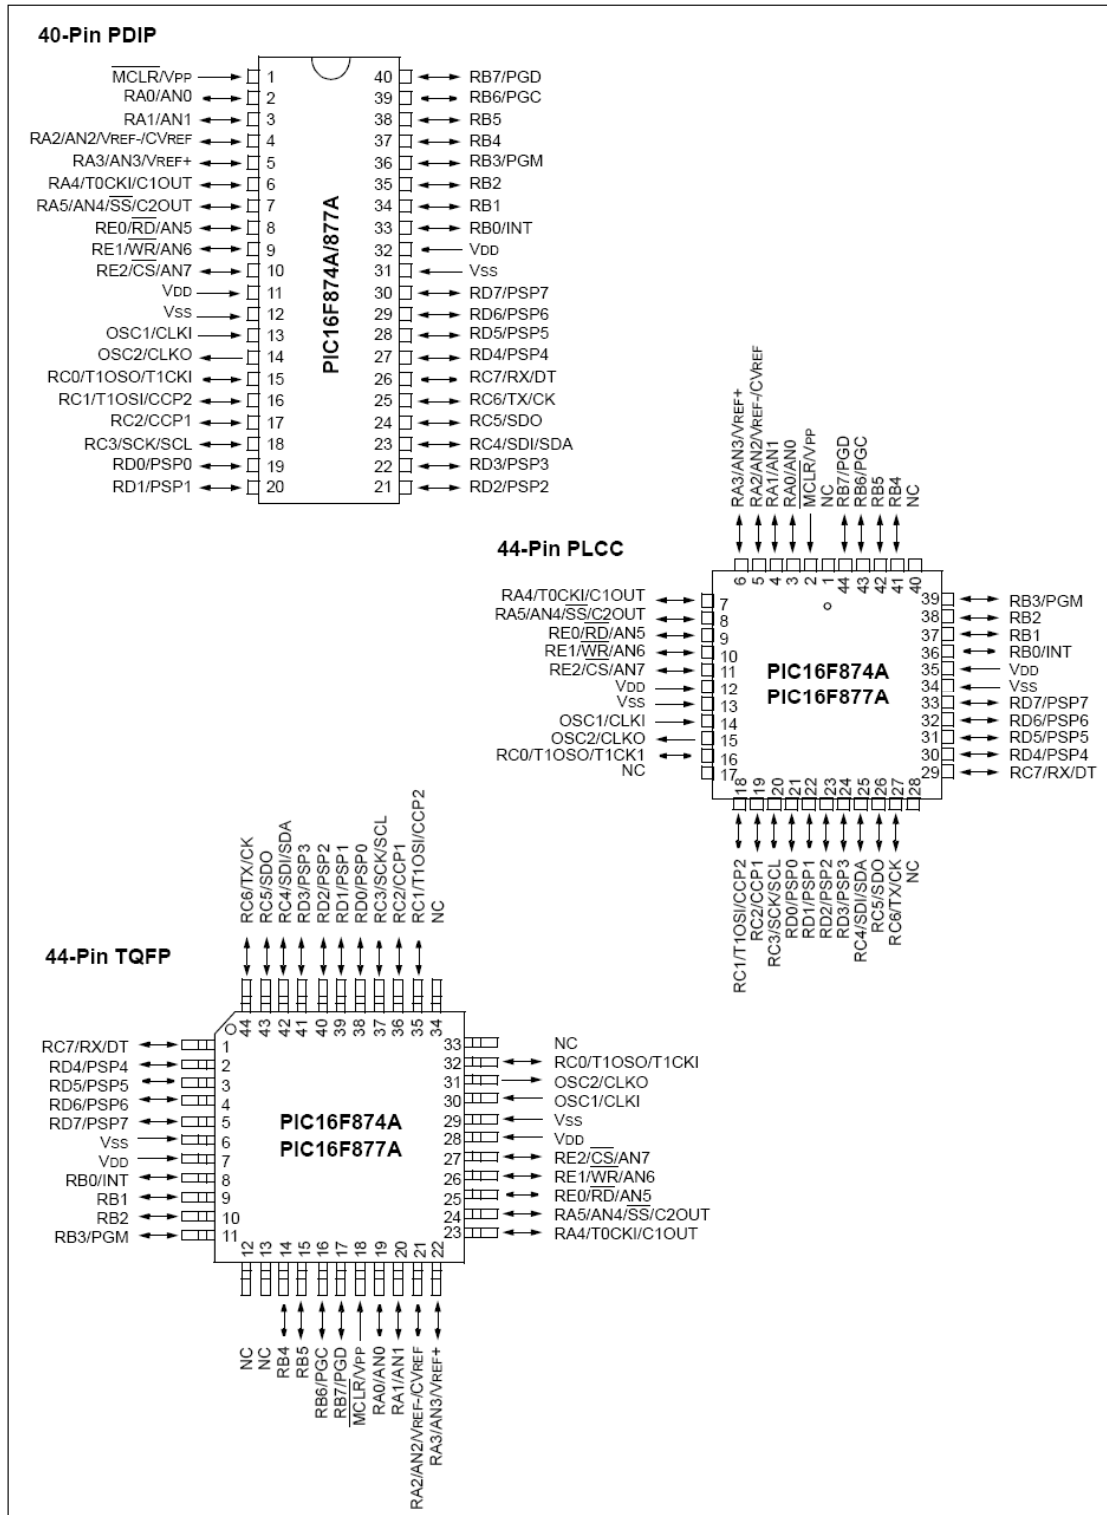 40-Pin PDIP
MCLR/VPP 1 40 RB7/PGD
RA0/AN0 2 39 RB6/PGC
RA1/AN1 3 38 RB5
RA2/AN2/VREF-/CVREF 4 37 RB4
RA3/AN3/VREF+ 5 36 RB3/PGM
RA4/T0CKI/C1OUT 6 35 RB2
RA5/AN4/SS/C2OUT 7 34 RB1
RE0/RD/AN5 8 33 RB0/INT
RE1/WR/AN6 9 32 VDD
RE2/CS/AN7 10 31 VSS
VDD 11 30 RD7/PSP7
VSS 12 29 RD6/PSP6
OSC1/CLKI 13 28 RD5/PSP5
OSC2/CLKO 14 27 RD4/PSP4
RC0/T1OSO/T1CKI 15 26 RC7/RX/DT
RC1/T1OSI/CCP2 16 25 RC6/TX/CK
RC2/CCP1 17 24 RC5/SDO
RC3/SCK/SCL 18 23 RC4/SDI/SDA
RD0/PSP0 19 22 RD3/PSP3
RD1/PSP1 20 21 RD2/PSP2
PIC16F874A/877A
44-Pin PLCC
RA3/AN3/VREF+
RA2/AN2/VREF-/CVREF
RA1/AN1
RA0/AN0
MCLR/VPP
NC
RB7/PGD
RB6/PGC
RB5
RB4
NC
6 5 4 3 2 1 44 43 42 41 40
RA4/T0CKI/C1OUT 7 39 RB3/PGM
RA5/AN4/SS/C2OUT 8 38 RB2
RE0/RD/AN5 9 37 RB1
RE1/WR/AN6 10 36 RB0/INT
RE2/CS/AN7 11 35 VDD
VDD 12 34 VSS
VSS 13 33 RD7/PSP7
OSC1/CLKI 14 32 RD6/PSP6
OSC2/CLKO 15 31 RD5/PSP5
RC0/T1OSO/T1CK1 16 30 RD4/PSP4
NC 17 29 RC7/RX/DT
PIC16F874A
PIC16F877A
18 19 20 21 22 23 24 25 26 27 28
RC1/T1OSI/CCP2
RC2/CCP1
RC3/SCK/SCL
RD0/PSP0
RD1/PSP1
RD2/PSP2
RD3/PSP3
RC4/SDI/SDA
RC5/SDO
RC6/TX/CK
NC
44-Pin TQFP
RC6/TX/CK
RC5/SDO
RC4/SDI/SDA
RD3/PSP3
RD2/PSP2
RD1/PSP1
RD0/PSP0
RC3/SCK/SCL
RC2/CCP1
RC1/T1OSI/CCP2
NC
44 43 42 41 40 39 38 37 36 35 34
RC7/RX/DT 1 33 NC
RD4/PSP4 2 32 RC0/T1OSO/T1CKI
RD5/PSP5 3 31 OSC2/CLKO
RD6/PSP6 4 30 OSC1/CLKI
RD7/PSP7 5 29 VSS
VSS 6 28 VDD
VDD 7 27 RE2/CS/AN7
RB0/INT 8 26 RE1/WR/AN6
RB1 9 25 RE0/RD/AN5
RB2 10 24 RA5/AN4/SS/C2OUT
RB3/PGM 11 23 RA4/T0CKI/C1OUT
PIC16F874A
PIC16F877A
12 13 14 15 16 17 18 19 20 21 22
NC
NC
RB4
RB5
RB6/PGC
RB7/PGD
MCLR/VPP
RA0/AN0
RA1/AN1
RA2/AN2/VREF-/CVREF
RA3/AN3/VREF+